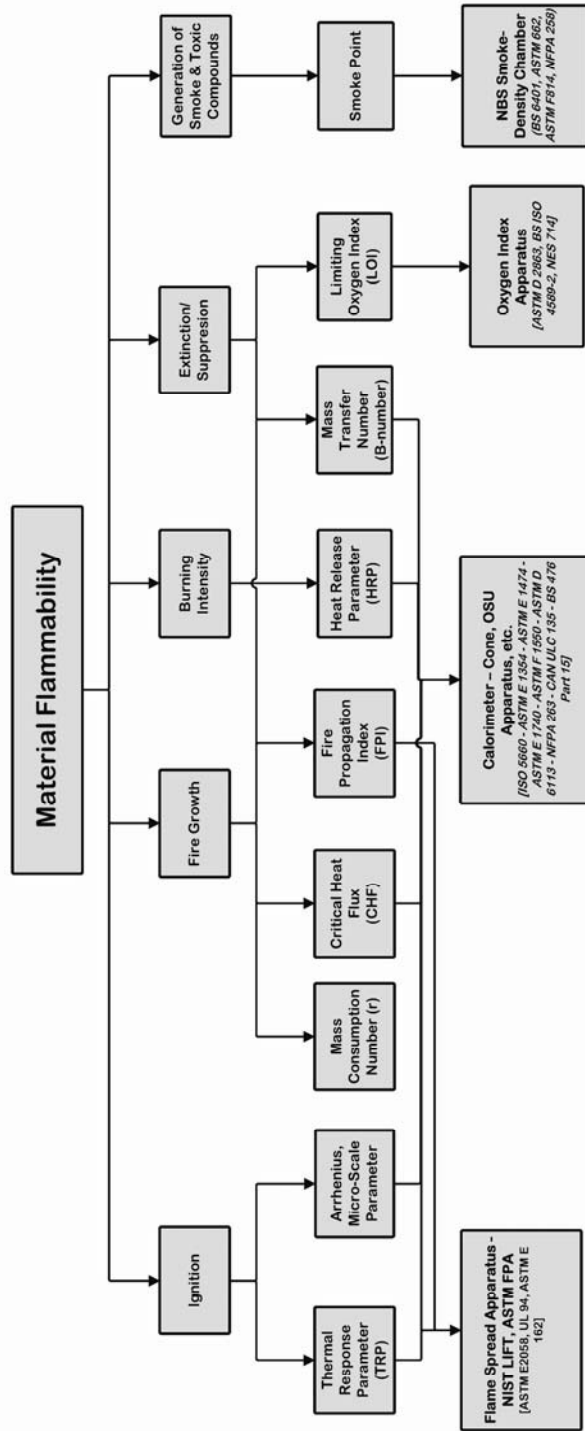 Material Flammability
Ignition
Fire Growth
Burning
Intensity
Extinction/
Suppresion
Generation of
Smoke & Toxic
Compounds
Thermal
Response
Parameter
(TRP)
Arrhenius,
Micro-Scale
Parameter
Mass
Consumption
Number (r)
Critical Heat
Flux
(CHF)
Fire
Propagation
Index
(FPI)
Heat Release
Parameter
(HRP)
Mass
Transfer
Number
(B-number)
Limiting
Oxygen Index
(LOI)
Smoke Point
Flame Spread Apparatus -
NIST LIFT, ASTM FPA
[ASTM E2058, UL 94, ASTM E
162]
Calorimeter – Cone, OSU
Apparatus, etc.
[ISO 5660 - ASTM E 1354 - ASTM E 1474 -
ASTM E 1740 - ASTM F 1550 - ASTM D
6113 - NFPA 263 - CAN ULC 135 - BS 476
Part 15]
Oxygen Index
Apparatus
[ASTM D 2863, BS ISO
4589-2, NES 714]
NBS Smoke-
Density Chamber
(BS 6401, ASTM 662,
ASTM F814, NFPA 258)